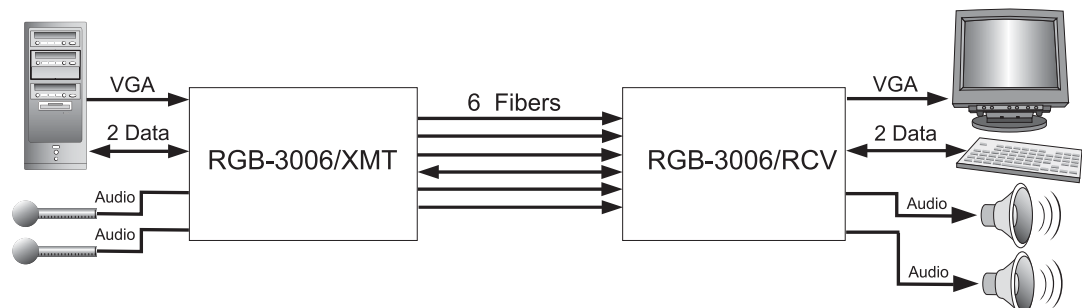 VGA
2 Data
Audio
Audio
RGB-3006/XMT
6 Fibers
RGB-3006/RCV
VGA
2 Data
Audio
Audio